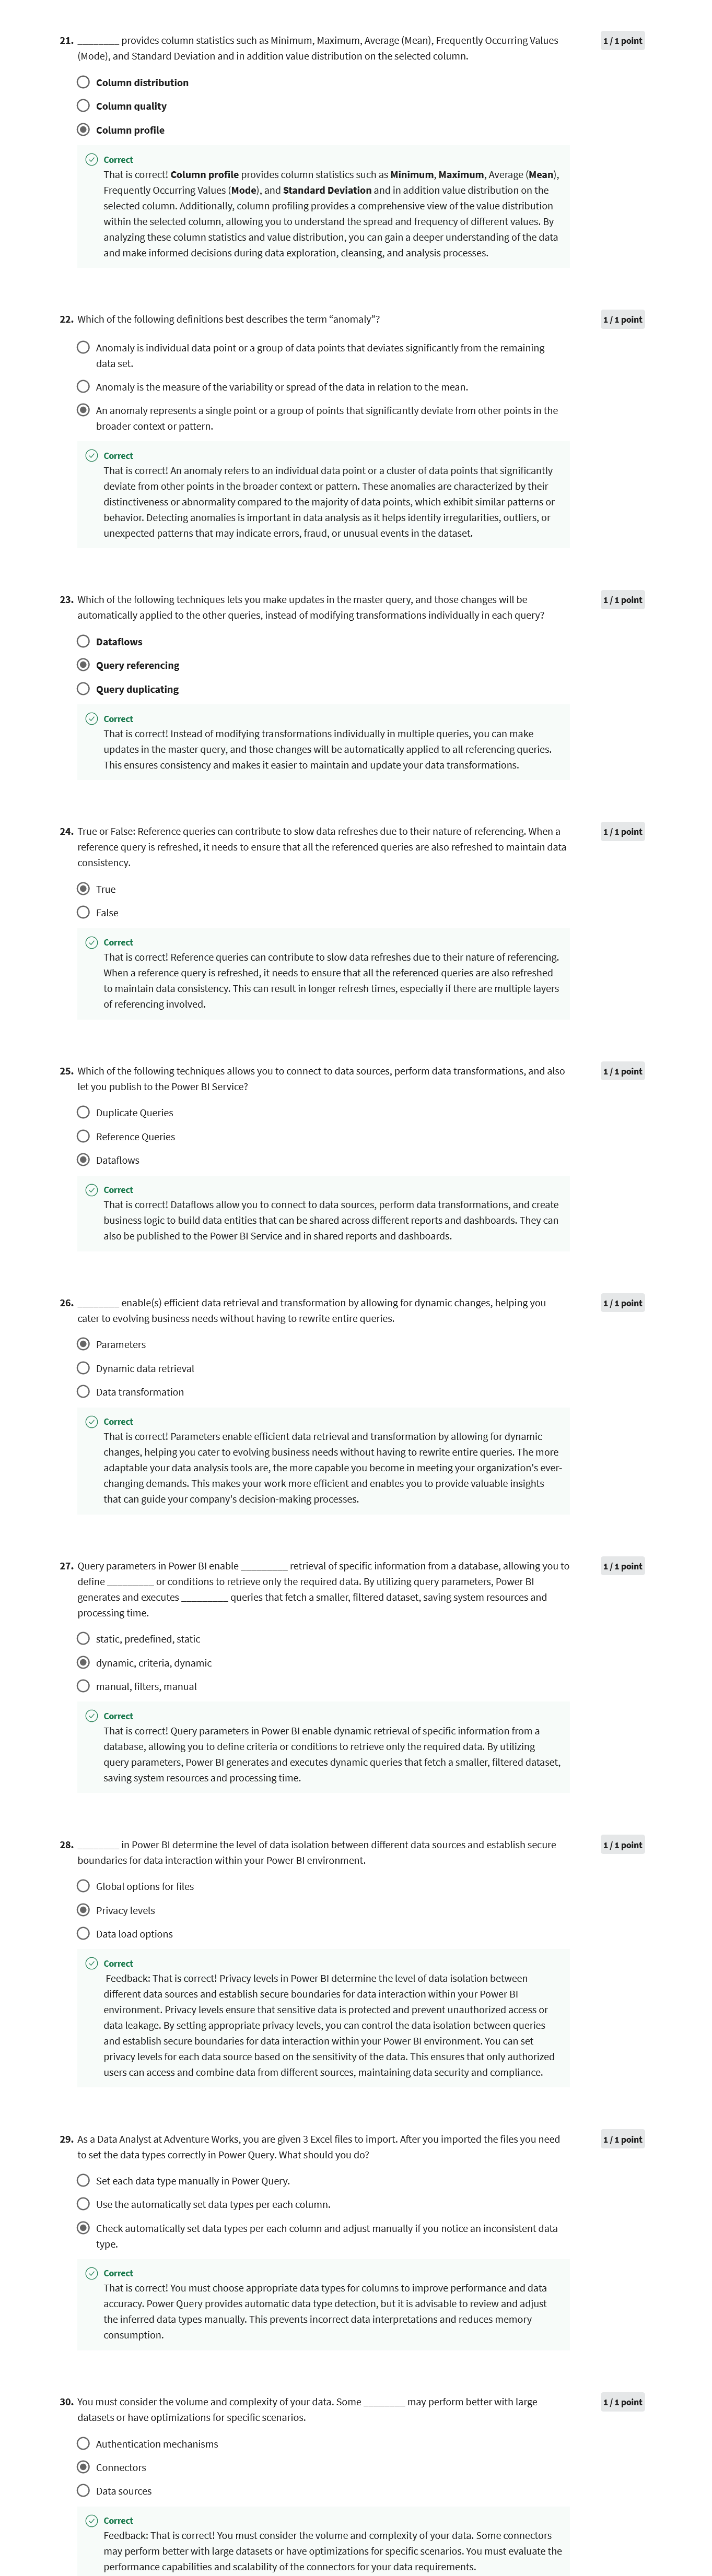 21. ________ provides column statistics such as Minimum, Maximum, Average (Mean), Frequently Occurring Values
1 / 1 point
(Mode), and Standard Deviation and in addition value distribution on the selected column.
Column distribution
Column quality
Column profile
Correct
That is correct! Column profile provides column statistics such as Minimum, Maximum, Average (Mean),
Frequently Occurring Values (Mode), and Standard Deviation and in addition value distribution on the
selected column. Additionally, column profiling provides a comprehensive view of the value distribution
within the selected column, allowing you to understand the spread and frequency of different values. By
analyzing these column statistics and value distribution, you can gain a deeper understanding of the data
and make informed decisions during data exploration, cleansing, and analysis processes.
22. Which of the following definitions best describes the term “anomaly”?
1 / 1 point
Anomaly is individual data point or a group of data points that deviates significantly from the remaining
data set.
Anomaly is the measure of the variability or spread of the data in relation to the mean.
An anomaly represents a single point or a group of points that significantly deviate from other points in the
broader context or pattern.
Correct
That is correct! An anomaly refers to an individual data point or a cluster of data points that significantly
deviate from other points in the broader context or pattern. These anomalies are characterized by their
distinctiveness or abnormality compared to the majority of data points, which exhibit similar patterns or
behavior. Detecting anomalies is important in data analysis as it helps identify irregularities, outliers, or
unexpected patterns that may indicate errors, fraud, or unusual events in the dataset.
23. Which of the following techniques lets you make updates in the master query, and those changes will be
1 / 1 point
automatically applied to the other queries, instead of modifying transformations individually in each query?
Dataflows
Query referencing
Query duplicating
Correct
That is correct! Instead of modifying transformations individually in multiple queries, you can make
updates in the master query, and those changes will be automatically applied to all referencing queries.
This ensures consistency and makes it easier to maintain and update your data transformations.
24. True or False: Reference queries can contribute to slow data refreshes due to their nature of referencing. When a
1 / 1 point
reference query is refreshed, it needs to ensure that all the referenced queries are also refreshed to maintain data
consistency.
True
False
Correct
That is correct! Reference queries can contribute to slow data refreshes due to their nature of referencing.
When a reference query is refreshed, it needs to ensure that all the referenced queries are also refreshed
to maintain data consistency. This can result in longer refresh times, especially if there are multiple layers
of referencing involved.
25. Which of the following techniques allows you to connect to data sources, perform data transformations, and also
1 / 1 point
let you publish to the Power BI Service?
Duplicate Queries
Reference Queries
Dataflows
Correct
That is correct! Dataflows allow you to connect to data sources, perform data transformations, and create
business logic to build data entities that can be shared across different reports and dashboards. They can
also be published to the Power BI Service and in shared reports and dashboards.
26. ________ enable(s) efficient data retrieval and transformation by allowing for dynamic changes, helping you
1 / 1 point
cater to evolving business needs without having to rewrite entire queries.
Parameters
Dynamic data retrieval
Data transformation
Correct
That is correct! Parameters enable efficient data retrieval and transformation by allowing for dynamic
changes, helping you cater to evolving business needs without having to rewrite entire queries. The more
adaptable your data analysis tools are, the more capable you become in meeting your organization's ever-
changing demands. This makes your work more efficient and enables you to provide valuable insights
that can guide your company's decision-making processes.
27. Query parameters in Power BI enable _________ retrieval of specific information from a database, allowing you to
1 / 1 point
define _________ or conditions to retrieve only the required data. By utilizing query parameters, Power BI
generates and executes _________ queries that fetch a smaller, filtered dataset, saving system resources and
processing time.
static, predefined, static
dynamic, criteria, dynamic
manual, filters, manual
Correct
That is correct! Query parameters in Power BI enable dynamic retrieval of specific information from a
database, allowing you to define criteria or conditions to retrieve only the required data. By utilizing
query parameters, Power BI generates and executes dynamic queries that fetch a smaller, filtered dataset,
saving system resources and processing time.
28. ________ in Power BI determine the level of data isolation between different data sources and establish secure
1 / 1 point
boundaries for data interaction within your Power BI environment.
Global options for files
Privacy levels
Data load options
Correct
Feedback: That is correct! Privacy levels in Power BI determine the level of data isolation between
different data sources and establish secure boundaries for data interaction within your Power BI
environment. Privacy levels ensure that sensitive data is protected and prevent unauthorized access or
data leakage. By setting appropriate privacy levels, you can control the data isolation between queries
and establish secure boundaries for data interaction within your Power BI environment. You can set
privacy levels for each data source based on the sensitivity of the data. This ensures that only authorized
users can access and combine data from different sources, maintaining data security and compliance.
29. As a Data Analyst at Adventure Works, you are given 3 Excel files to import. After you imported the files you need
1 / 1 point
to set the data types correctly in Power Query. What should you do?
Set each data type manually in Power Query.
Use the automatically set data types per each column.
Check automatically set data types per each column and adjust manually if you notice an inconsistent data
type.
Correct
That is correct! You must choose appropriate data types for columns to improve performance and data
accuracy. Power Query provides automatic data type detection, but it is advisable to review and adjust
the inferred data types manually. This prevents incorrect data interpretations and reduces memory
consumption.
30. You must consider the volume and complexity of your data. Some ________ may perform better with large
1 / 1 point
datasets or have optimizations for specific scenarios.
Authentication mechanisms
Connectors
Data sources
Correct
Feedback: That is correct! You must consider the volume and complexity of your data. Some connectors
may perform better with large datasets or have optimizations for specific scenarios. You must evaluate the
performance capabilities and scalability of the connectors for your data requirements.